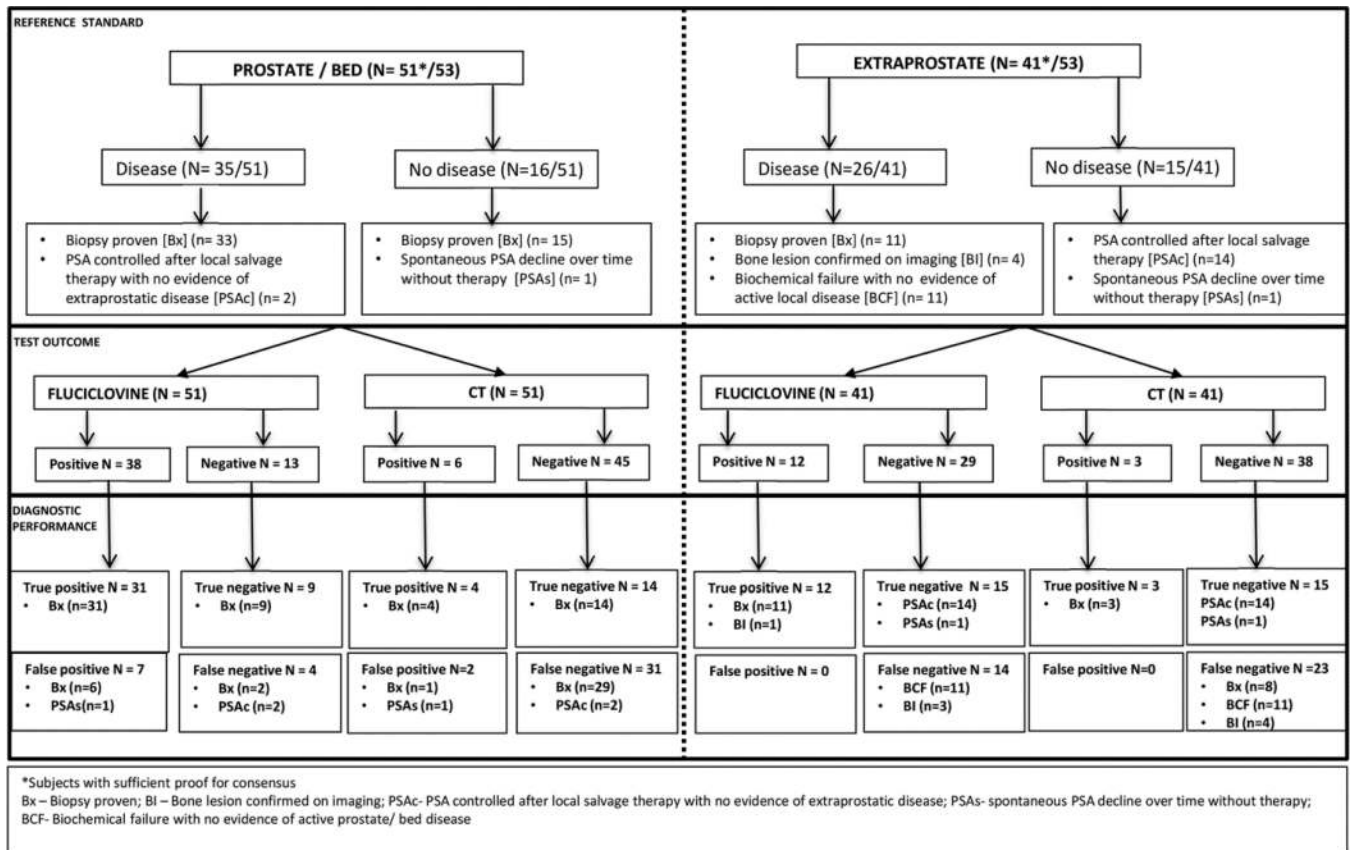 REFERENCE STANDARD
PROSTATE / BED (N= 51*/53)
Disease (N= 35/51)
No disease (N=16/51)
• Biopsy proven [Bx] (n= 33)
• PSA controlled after local salvage
therapy with no evidence of
extraprostatic disease [PSAc] (n= 2)
• Biopsy proven [Bx] (n= 15)
• Spontaneous PSA decline over time
without therapy [PSAs] (n= 1)
EXTRAPROSTATE (N= 41*/53)
Disease (N=26/41)
No disease (N=15/41)
• Biopsy proven [Bx] (n= 11)
• Bone lesion confirmed on imaging [BI] (n= 4)
• Biochemical failure with no evidence of
active local disease [BCF] (n= 11)
• PSA controlled after local salvage
therapy [PSAc] (n=14)
• Spontaneous PSA decline over time
without therapy [PSAs] (n=1)
TEST OUTCOME
FLUCICLOVINE (N = 51)
CT (N = 51)
Positive N = 38
Negative N = 13
Positive N = 6
Negative N = 45
FLUCICLOVINE (N = 41)
CT (N = 41)
Positive N = 12
Negative N = 29
Positive N = 3
Negative N = 38
DIAGNOSTIC
PERFORMANCE
True positive N = 31
• Bx (n=31)
True negative N = 9
• Bx (n=9)
True positive N = 4
• Bx (n=4)
True negative N = 14
• Bx (n=14)
False positive N = 7
• Bx (n=6)
• PSAs(n=1)
False negative N = 4
• Bx (n=2)
• PSAc (n=2)
False positive N=2
• Bx (n=1)
• PSAs (n=1)
False negative N = 31
• Bx (n=29)
• PSAc (n=2)
True positive N = 12
• Bx (n=11)
• BI (n=1)
True negative N = 15
• PSAc (n=14)
• PSAs (n=1)
True positive N = 3
• Bx (n=3)
True negative N = 15
PSAc (n=14)
PSAs (n=1)
False positive N = 0
False negative N = 14
• BCF (n=11)
• BI (n=3)
False positive N=0
False negative N =23
• Bx (n=8)
• BCF (n=11)
• BI (n=4)
*Subjects with sufficient proof for consensus
Bx – Biopsy proven; BI – Bone lesion confirmed on imaging; PSAc- PSA controlled after local salvage therapy with no evidence of extraprostatic disease; PSAs- spontaneous PSA decline over time without therapy;
BCF- Biochemical failure with no evidence of active prostate/ bed disease